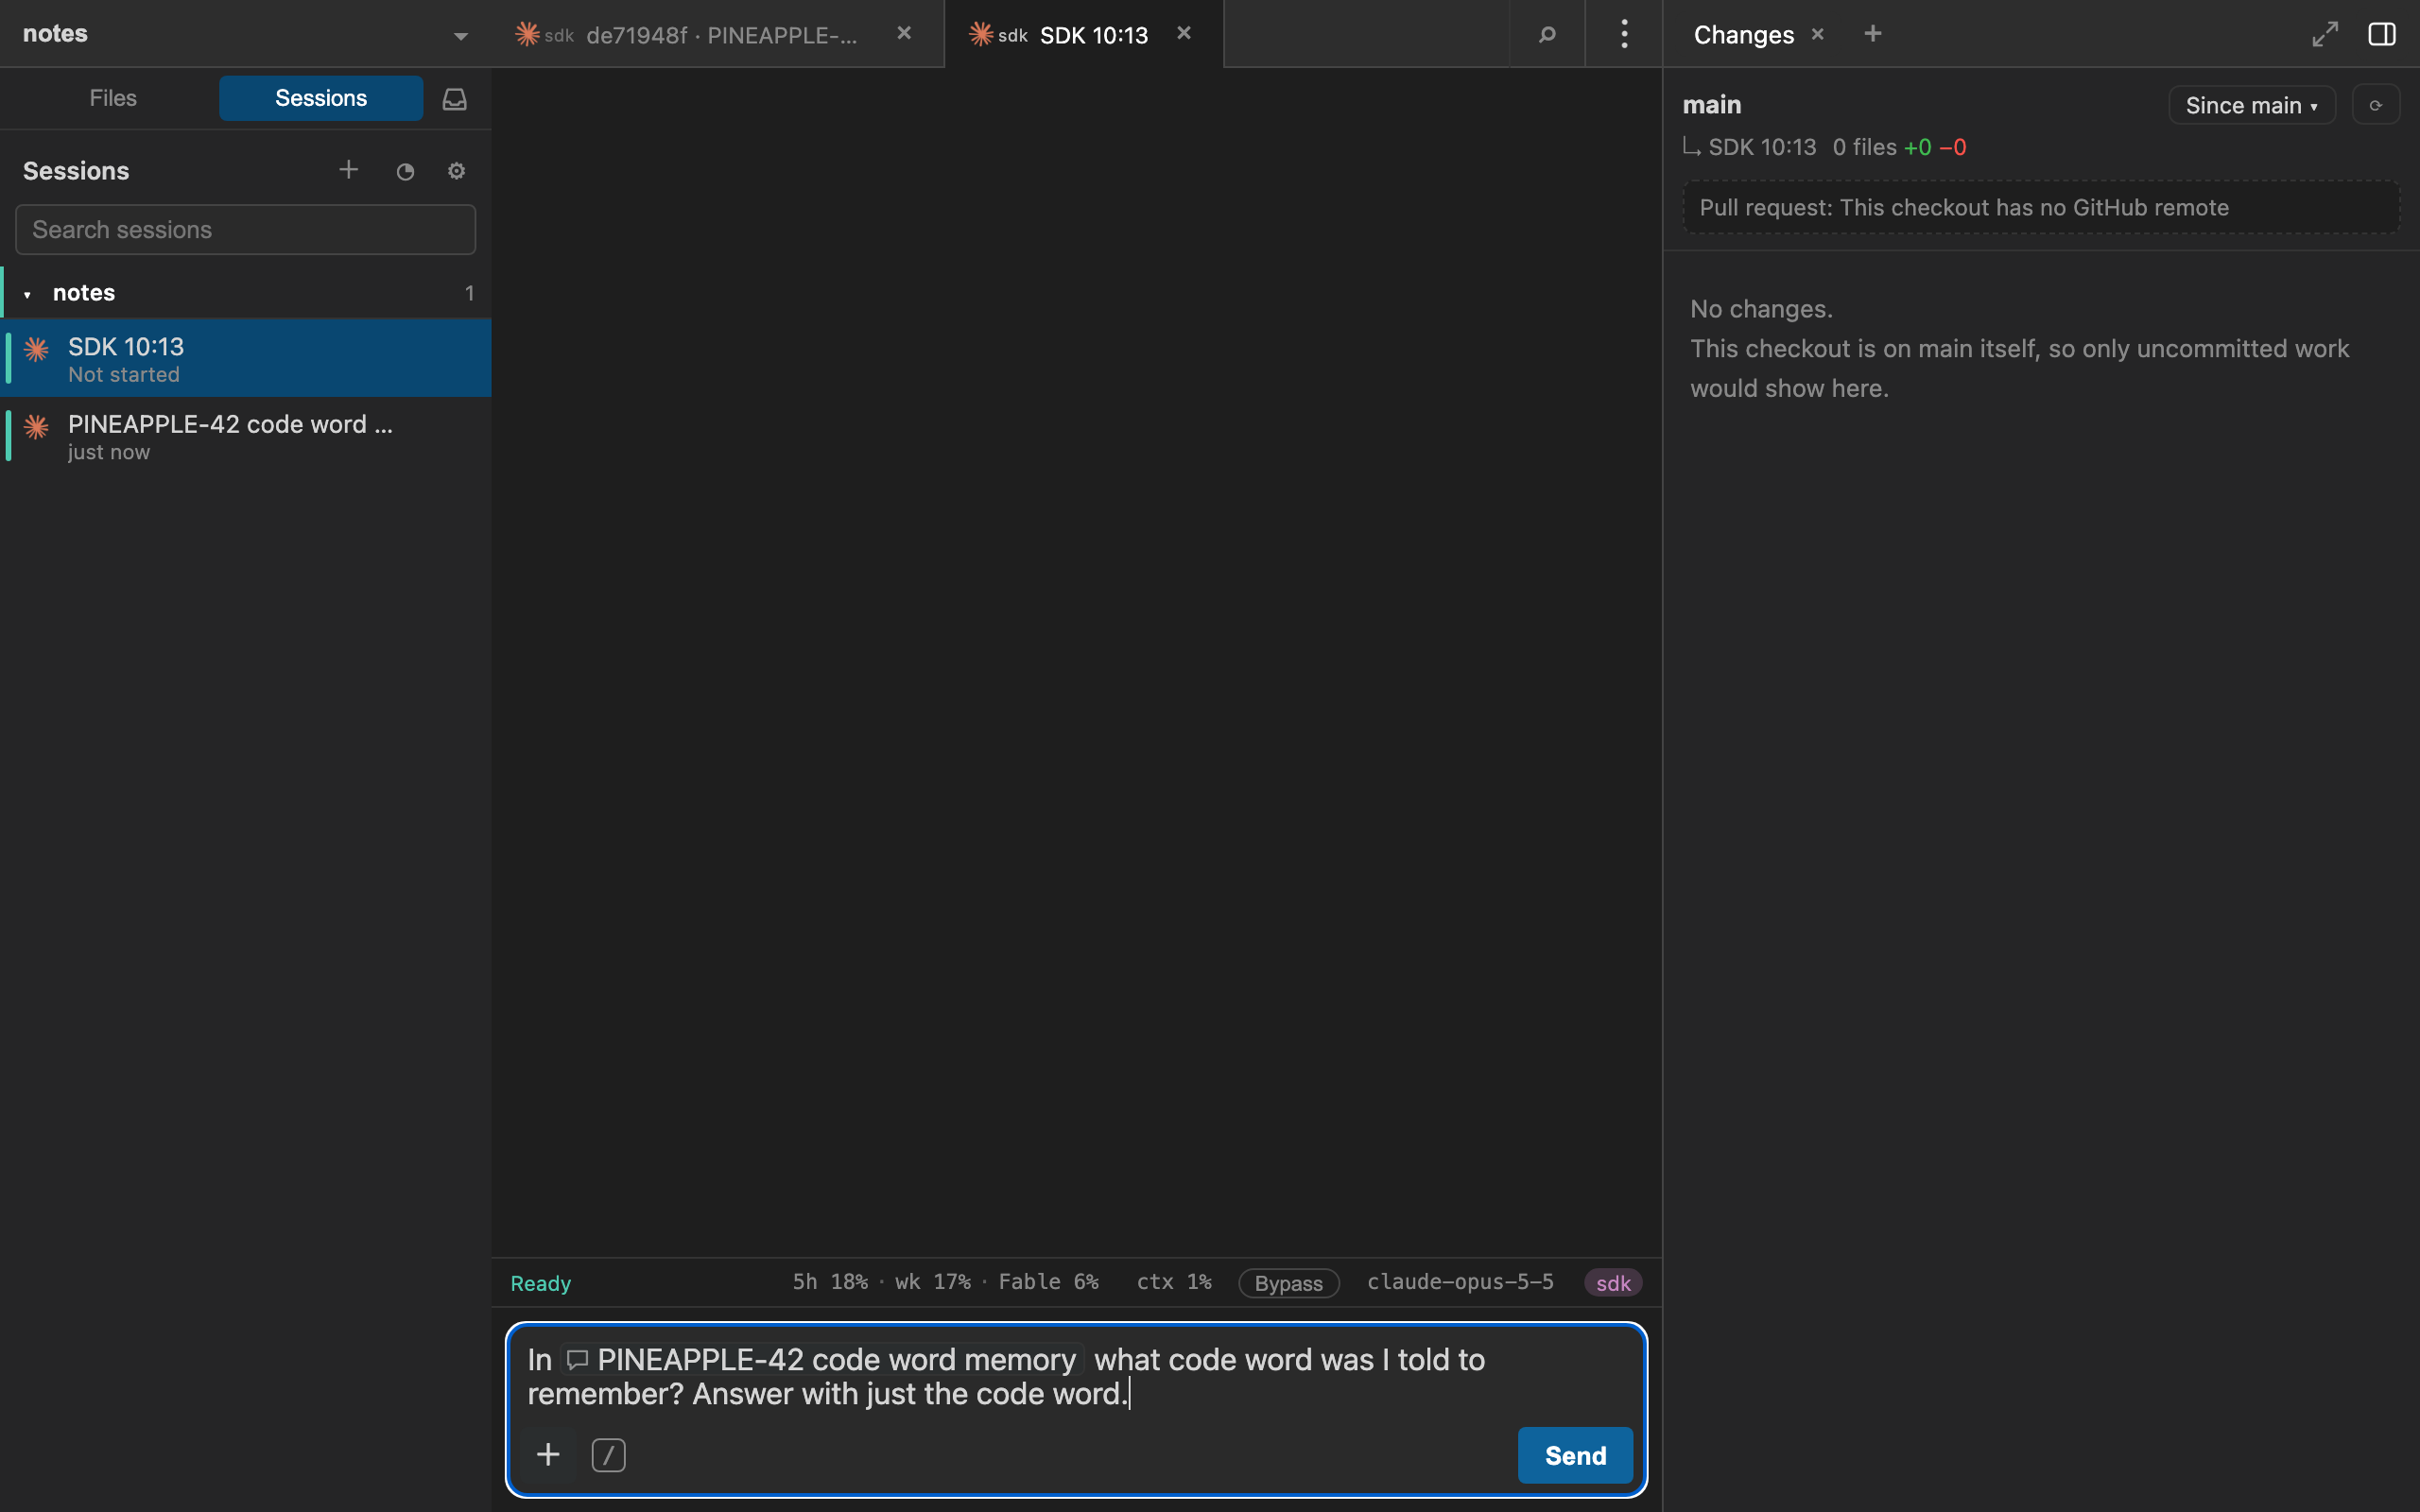 notes
sdk de71948f · PINEAPPLE-...
sdk SDK 10:13
Changes
Files
Sessions
main
Since main
SDK 10:13 0 files +0 −0
Sessions
Pull request: This checkout has no GitHub remote
Search sessions
notes 1
No changes.
This checkout is on main itself, so only uncommitted work
would show here.
SDK 10:13
Not started
PINEAPPLE-42 code word ...
just now
Ready
5h 18% · wk 17% · Fable 6% ctx 1% Bypass claude-opus-5-5 sdk
In PINEAPPLE-42 code word memory what code word was I told to
remember? Answer with just the code word.
/
Send